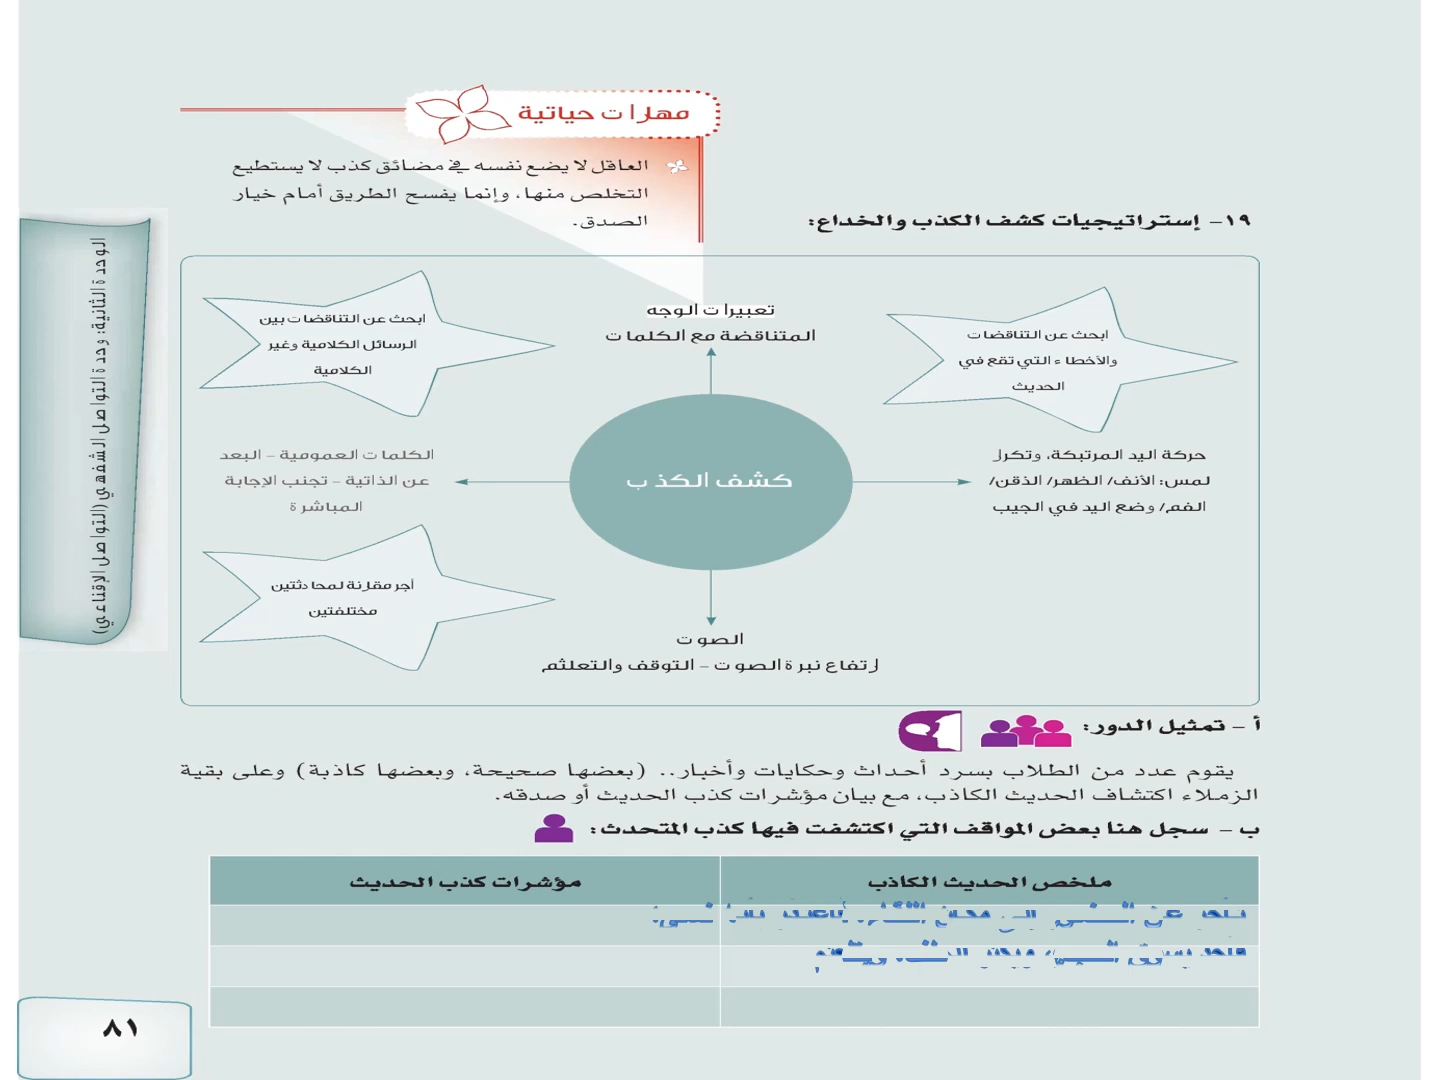 مهارات حياتية
العاقل لا يضع نفسه في مضائق كذب لا يستطيع
التخلص منها، وإنما يفسح الطريق أمام خيار
الصدق.
١٩- إستراتيجيات كشف الكذب والخداع:
ابحث عن التناقضات
والأخطاء التي تقع في
الحديث
تعبيرات الوجه
المتناقضة مع الكلمات
ابحث عن التناقضات بين
الرسائل الكلامية وغير
الكلامية
حركة اليد المرتبكة، وتكرار
لمس: الأنف/ الظهر/ الذقن/
الفم/ وضع اليد في الجيب
كشف الكذب
الكلمات العمومية – البعد
عن الذاتية – تجنب الإجابة
المباشرة
أجر مقارنة لمحادثتين
مختلفتين
الصوت
ارتفاع نبرة الصوت – التوقف والتعلثم
أ – تمثيل الدور:
يقوم عدد من الطلاب بسرد أحداث وحكايات وأخبار.. (بعضها صحيحة، وبعضها كاذبة) وعلى بقية
الزملاء اكتشاف الحديث الكاذب، مع بيان مؤشرات كذب الحديث أو صدقه.
ب – سجل هنا بعض المواقف التي اكتشفت فيها كذب المتحدث:
ملخص الحديث الكاذب
مؤشرات كذب الحديث
الوحدة الثانية: وحدة التواصل الشفهي (التواصل الإقناعي)
٨١